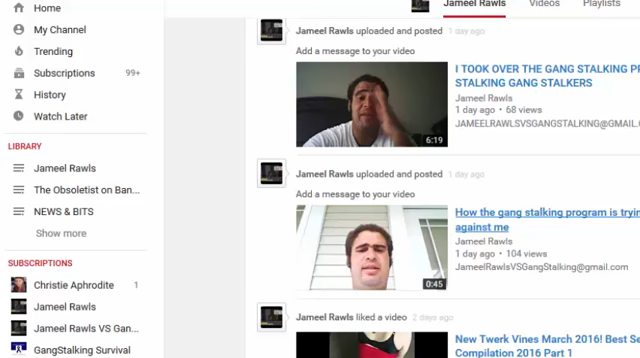 Home
My Channel
Trending
Subscriptions 99+
History
Watch Later
LIBRARY
Jameel Rawls
The Obsoletist on Ban...
NEWS & BITS
Show more
SUBSCRIPTIONS
Christie Aphrodite 1
Jameel Rawls
Jameel Rawls VS Gan...
GangStalking Survival
Jameel Rawls Videos Playlists
Jameel Rawls uploaded and posted 1 day ago
Add a message to your video
6:19
I TOOK OVER THE GANG STALKING PR
STALKING GANG STALKERS
Jameel Rawls
1 day ago • 68 views
JAMEELRAWLSVSGANGSTALKING@GMAIL.
Jameel Rawls uploaded and posted 1 day ago
Add a message to your video
0:45
How the gang stalking program is tryin
against me
Jameel Rawls
1 day ago • 104 views
JameelRawlsVSGangStalking@gmail.com
Jameel Rawls liked a video 2 days ago
New Twerk Vines March 2016! Best Se
Compilation 2016 Part 1